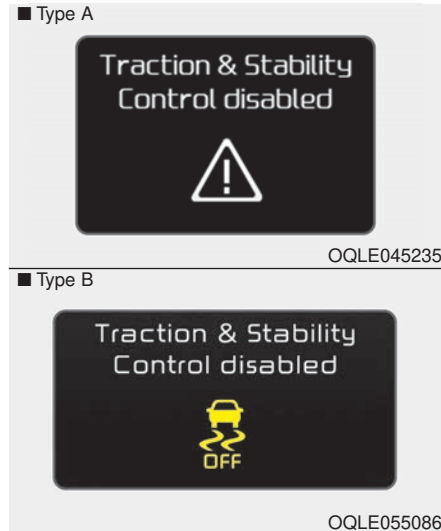 ■ Type A
Traction & Stability
Control disabled
OQLE045235
■ Type B
Traction & Stability
Control disabled
OFF
OQLE055086